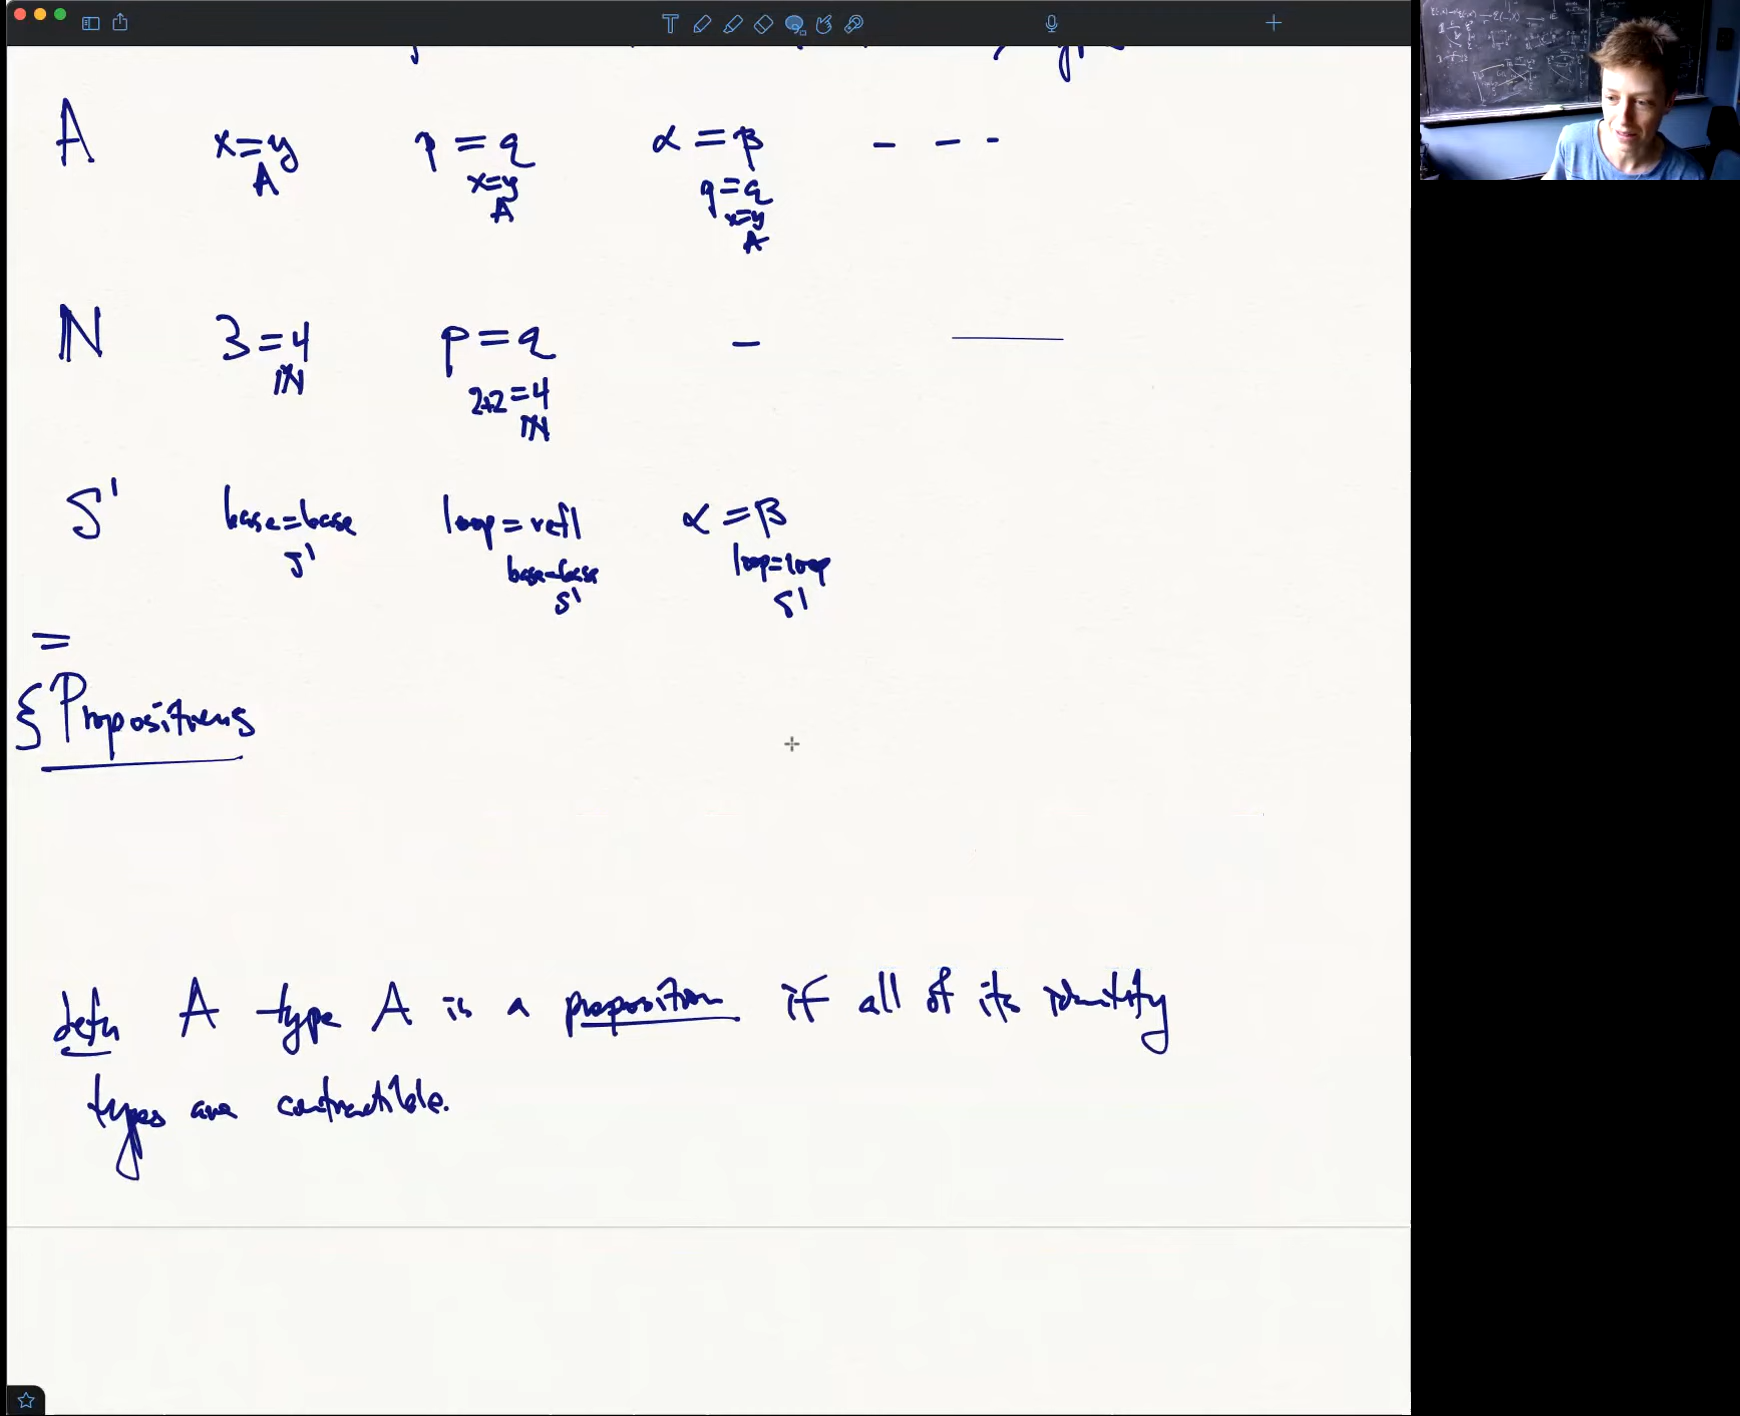 A x=y p=q α=β - - -
A x=y q=q
A x=y
A
ℕ 3=4 p=q - —
ℕ 2+2=4
ℕ
S¹ base=base loop=refl α=β
S¹ base=base loop=loop
S¹ S¹
=
{Propositions
defn A type A is a proposition if all of its identity
types are contractible.